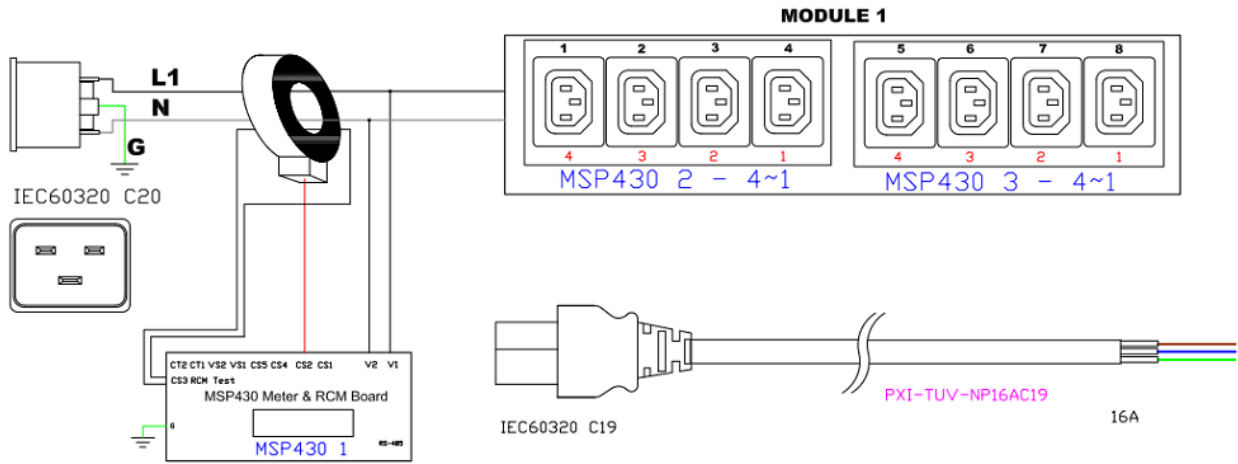 MODULE 1
1 2 3 4 5 6 7 8
L1
N
G
4 3 2 1 4 3 2 1
MSP430 2 - 4~1 MSP430 3 - 4~1
IEC60320 C20
CT2 CT1 VS2 VS1 CS5 CS4 CS2 CS1 V2 V1
CS3 RCM Test
MSP430 Meter & RCM Board
G
RS-485
MSP430 1
PXI-TUV-NP16AC19
IEC60320 C19
16A